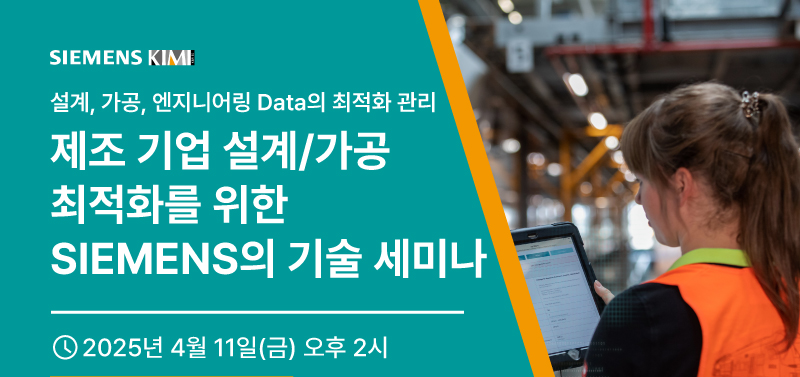 SIEMENS KIMI
설계, 가공, 엔지니어링 Data의 최적화 관리
제조 기업 설계/가공
최적화를 위한
SIEMENS의 기술 세미나
2025년 4월 11일(금) 오후 2시